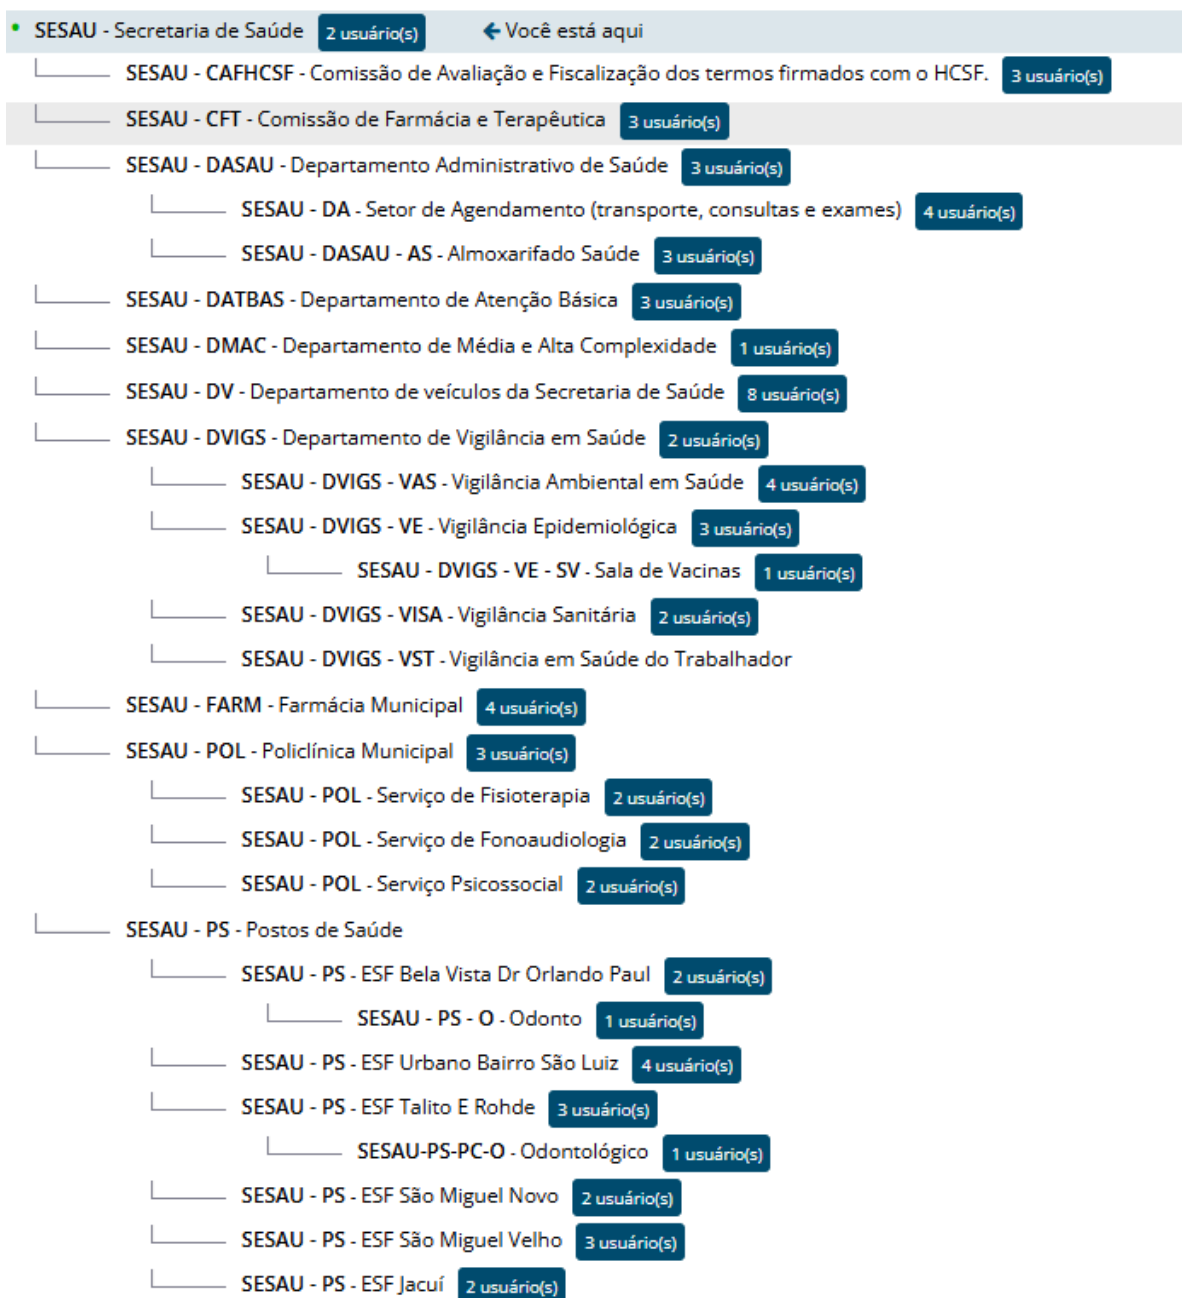 SESAU - Secretaria de Saúde 2 usuário(s) Você está aqui
SESAU - CAFHCSF - Comissão de Avaliação e Fiscalização dos termos firmados com o HCSF. 3 usuário(s)
SESAU - CFT - Comissão de Farmácia e Terapêutica 3 usuário(s)
SESAU - DASAU - Departamento Administrativo de Saúde 3 usuário(s)
SESAU - DA - Setor de Agendamento (transporte, consultas e exames) 4 usuário(s)
SESAU - DASAU - AS - Almoxarifado Saúde 3 usuário(s)
SESAU - DATBAS - Departamento de Atenção Básica 3 usuário(s)
SESAU - DMAC - Departamento de Média e Alta Complexidade 1 usuário(s)
SESAU - DV - Departamento de veículos da Secretaria de Saúde 8 usuário(s)
SESAU - DVIGS - Departamento de Vigilância em Saúde 2 usuário(s)
SESAU - DVIGS - VAS - Vigilância Ambiental em Saúde 4 usuário(s)
SESAU - DVIGS - VE - Vigilância Epidemiológica 3 usuário(s)
SESAU - DVIGS - VE - SV - Sala de Vacinas 1 usuário(s)
SESAU - DVIGS - VISA - Vigilância Sanitária 2 usuário(s)
SESAU - DVIGS - VST - Vigilância em Saúde do Trabalhador
SESAU - FARM - Farmácia Municipal 4 usuário(s)
SESAU - POL - Policlínica Municipal 3 usuário(s)
SESAU - POL - Serviço de Fisioterapia 2 usuário(s)
SESAU - POL - Serviço de Fonoaudiologia 2 usuário(s)
SESAU - POL - Serviço Psicossocial 2 usuário(s)
SESAU - PS - Postos de Saúde
SESAU - PS - ESF Bela Vista Dr Orlando Paul 2 usuário(s)
SESAU - PS - O - Odonto 1 usuário(s)
SESAU - PS - ESF Urbano Bairro São Luiz 4 usuário(s)
SESAU - PS - ESF Talito E Rohde 3 usuário(s)
SESAU-PS-PC-O - Odontológico 1 usuário(s)
SESAU - PS - ESF São Miguel Novo 2 usuário(s)
SESAU - PS - ESF São Miguel Velho 3 usuário(s)
SESAU - PS - ESF Jacuí 2 usuário(s)